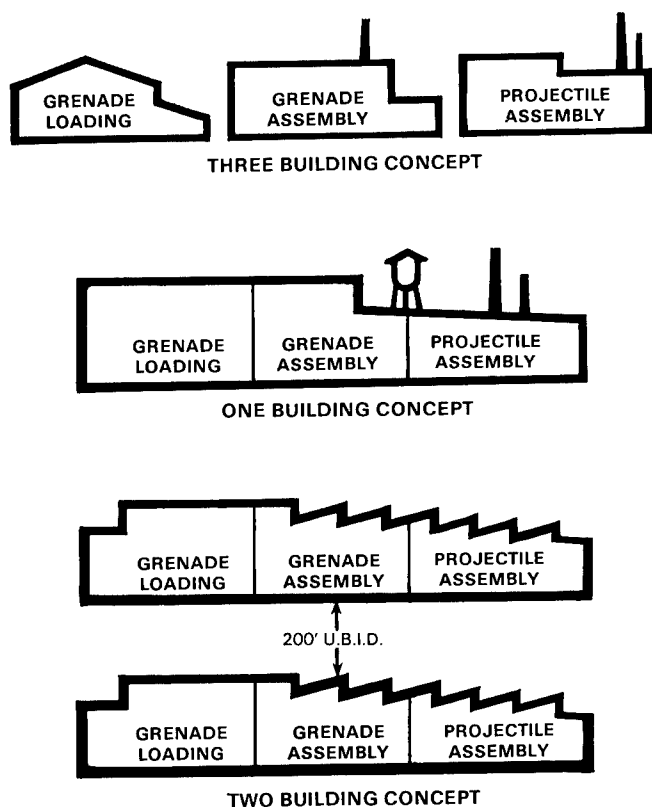 GRENADE
LOADING
GRENADE
ASSEMBLY
PROJECTILE
ASSEMBLY
THREE BUILDING CONCEPT
GRENADE
LOADING
GRENADE
ASSEMBLY
PROJECTILE
ASSEMBLY
ONE BUILDING CONCEPT
GRENADE
LOADING
GRENADE
ASSEMBLY
PROJECTILE
ASSEMBLY
200' U.B.I.D.
GRENADE
LOADING
GRENADE
ASSEMBLY
PROJECTILE
ASSEMBLY
TWO BUILDING CONCEPT